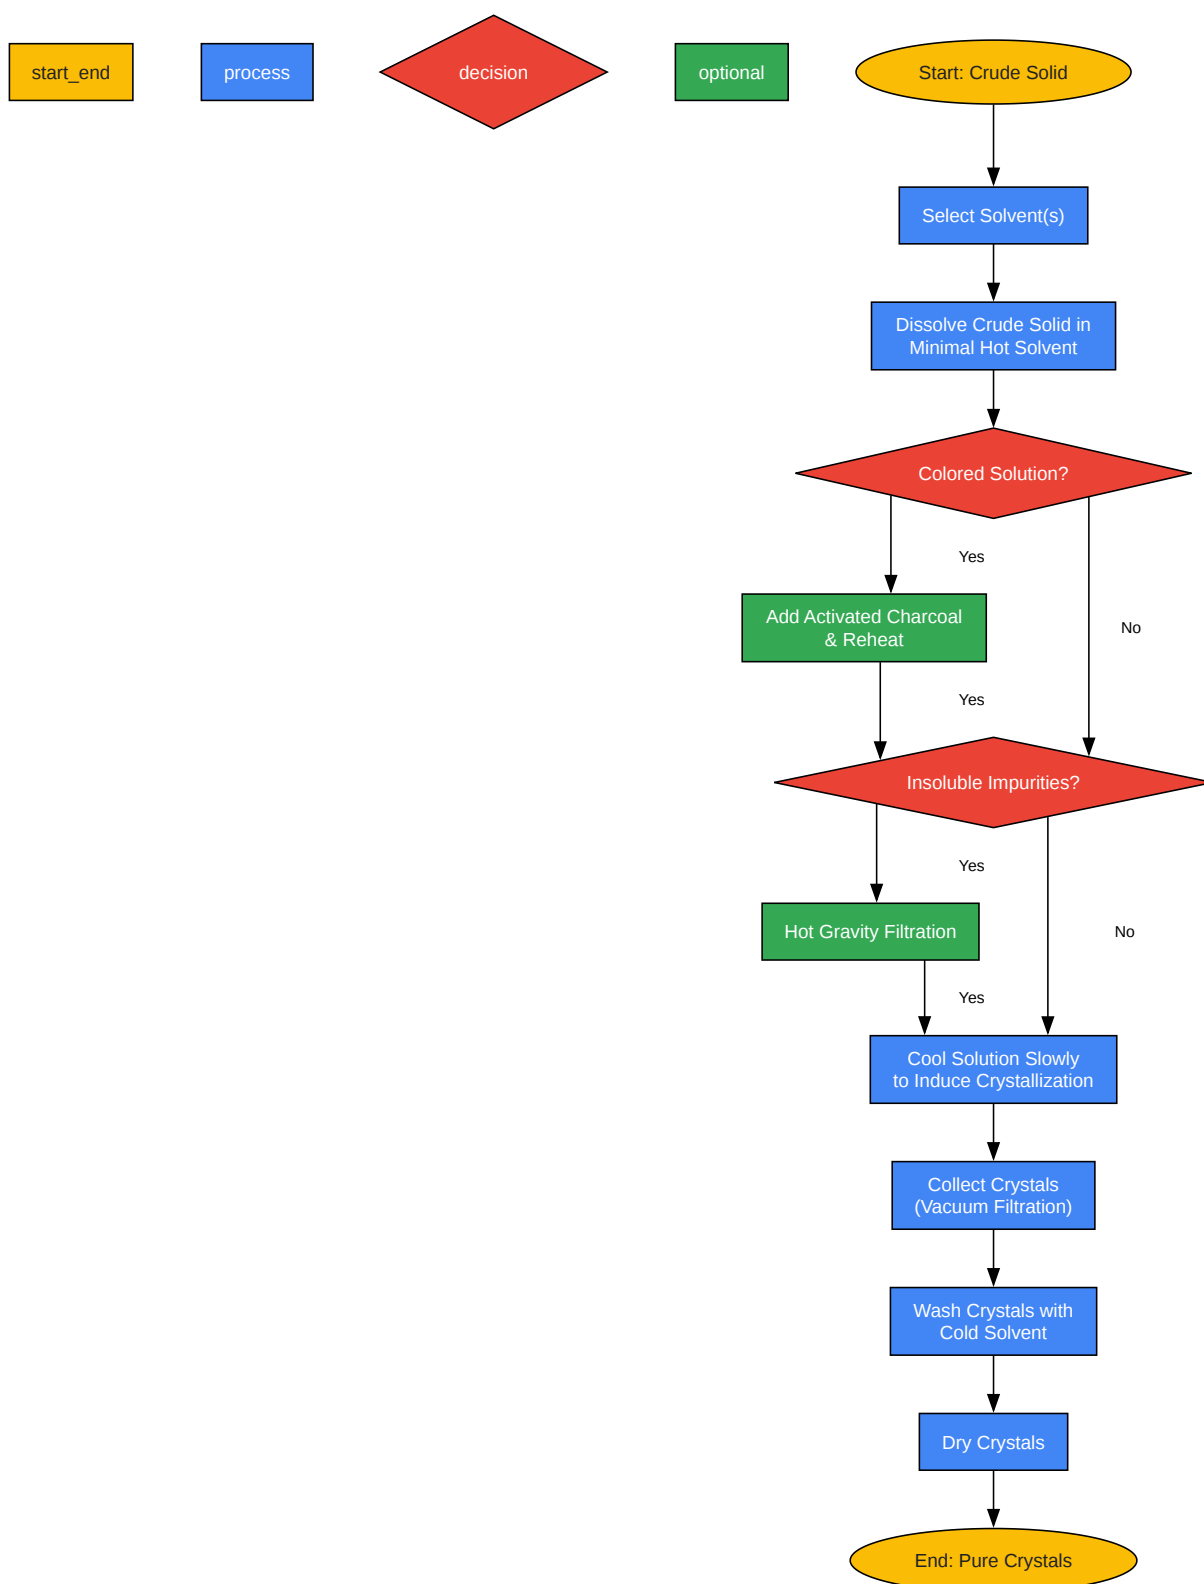 start_end
process
decision
optional
Start: Crude Solid
Select Solvent(s)
Dissolve Crude Solid in
Minimal Hot Solvent
Colored Solution?
Yes
Add Activated Charcoal
& Reheat
No
Yes
Insoluble Impurities?
Yes
Hot Gravity Filtration
No
Yes
Cool Solution Slowly
to Induce Crystallization
Collect Crystals
(Vacuum Filtration)
Wash Crystals with
Cold Solvent
Dry Crystals
End: Pure Crystals